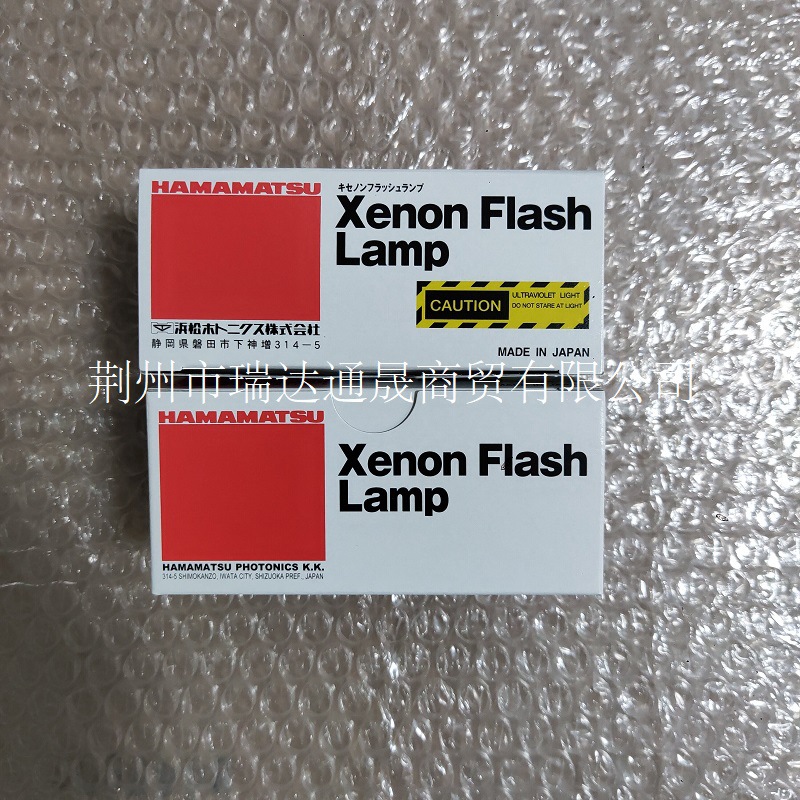 HAMAMATSU
キセノンフラッシュランプ
Xenon Flash
Lamp
CAUTION
ULTRAVIOLET LIGHT
DO NOT STARE AT LIGHT
浜松ホトニクス株式会社
静岡県磐田市下神増314-5
MADE IN JAPAN
荆州市瑞达通晟商贸有限公司
HAMAMATSU
Xenon Flash
Lamp
HAMAMATSU PHOTONICS K.K.
314-5 SHIMOKANZO, IWATA CITY, SHIZUOKA PREF., JAPAN